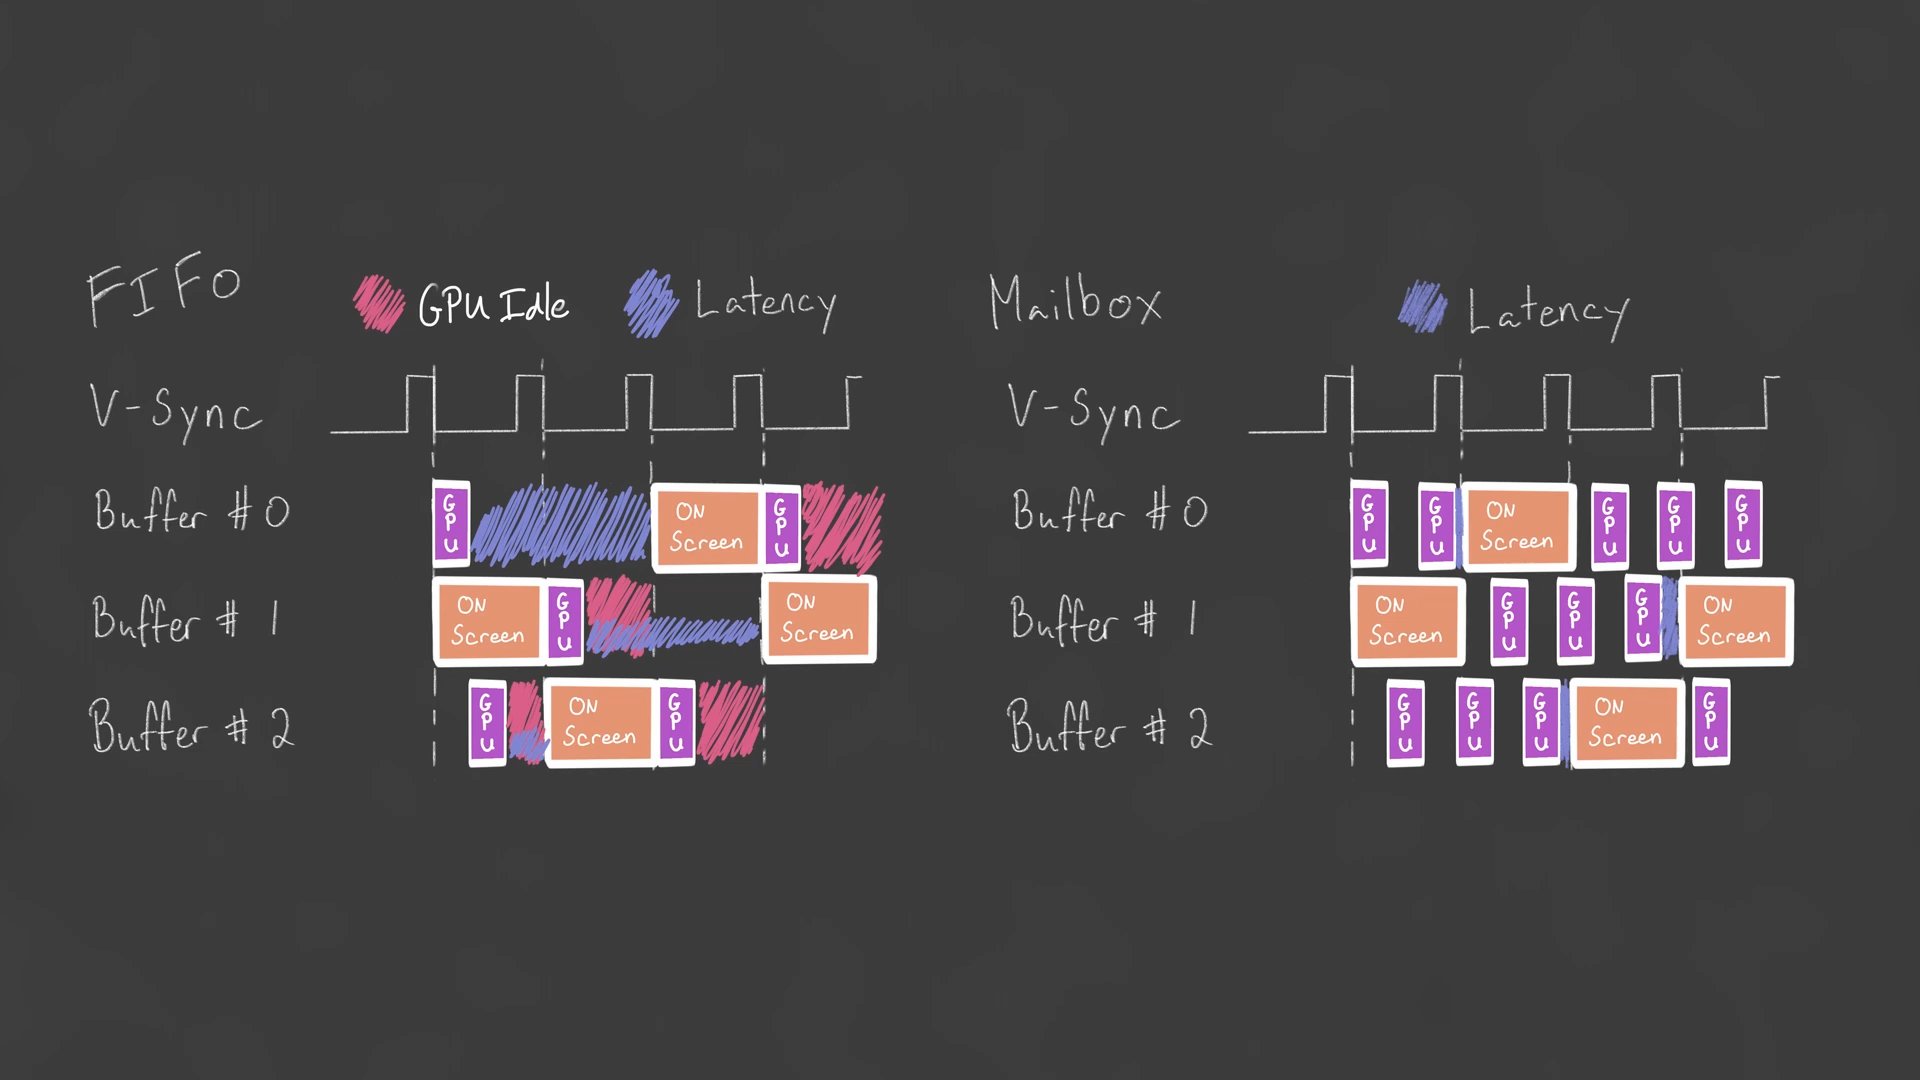 FIFO
GPU Idle
Latency
V-Sync
Buffer #0
GPU
ON
Screen
GPU
Buffer # 1
ON
Screen
GPU
ON
Screen
Buffer # 2
GPU
ON
Screen
GPU
Mailbox
Latency
V-Sync
Buffer #0
GPU
GPU
ON
Screen
GPU
GPU
GPU
Buffer # 1
ON
Screen
GPU
GPU
GPU
ON
Screen
Buffer # 2
GPU
GPU
GPU
ON
Screen
GPU